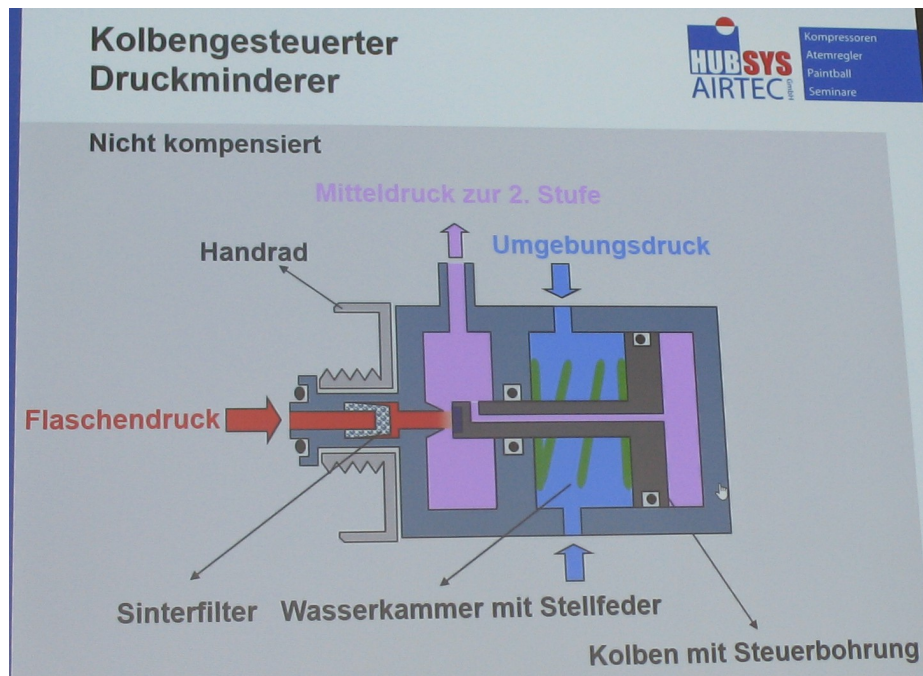 Kolbengesteuerter
Druckminderer
HUBSYS
AIRTEC GmbH
Kompressoren
Atemregler
Paintball
Seminare
Nicht kompensiert
Mitteldruck zur 2. Stufe
Handrad
Umgebungsdruck
Flaschendruck
Sinterfilter
Wasserkammer mit Stellfeder
Kolben mit Steuerbohrung